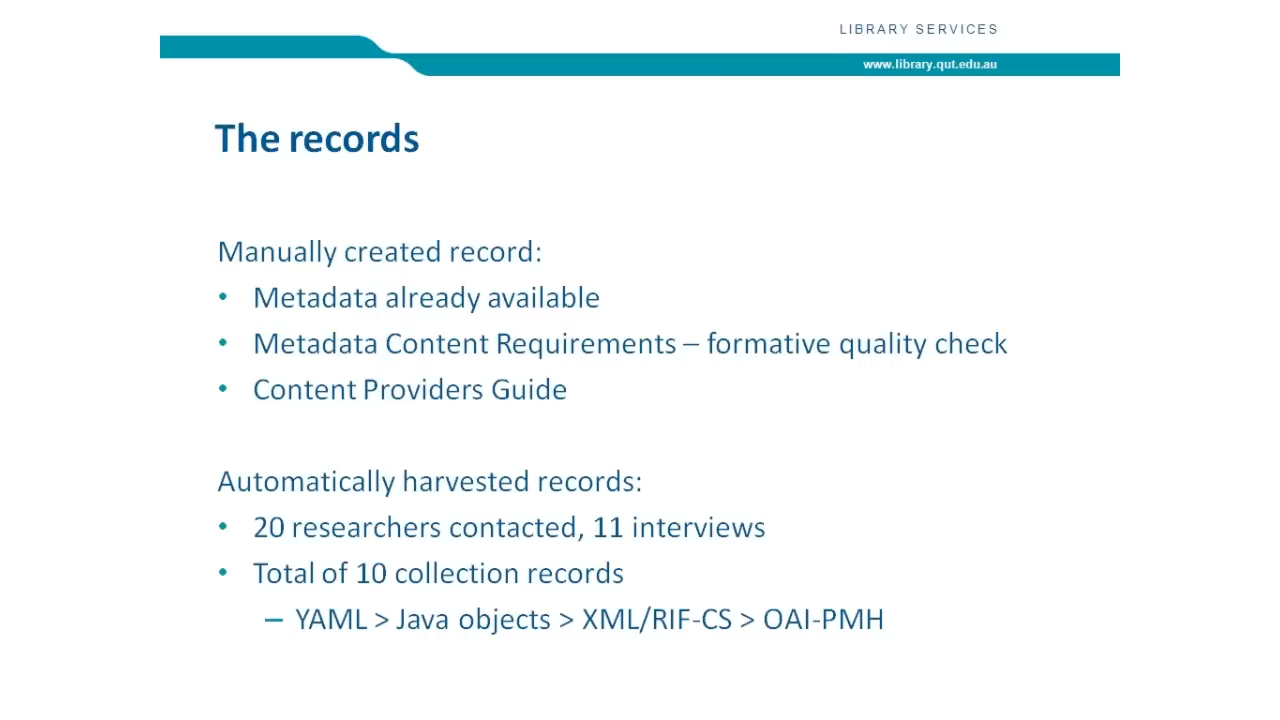 LIBRARY SERVICES
www.library.qut.edu.au
The records
Manually created record:
• Metadata already available
• Metadata Content Requirements – formative quality check
• Content Providers Guide
Automatically harvested records:
• 20 researchers contacted, 11 interviews
• Total of 10 collection records
– YAML > Java objects > XML/RIF-CS > OAI-PMH